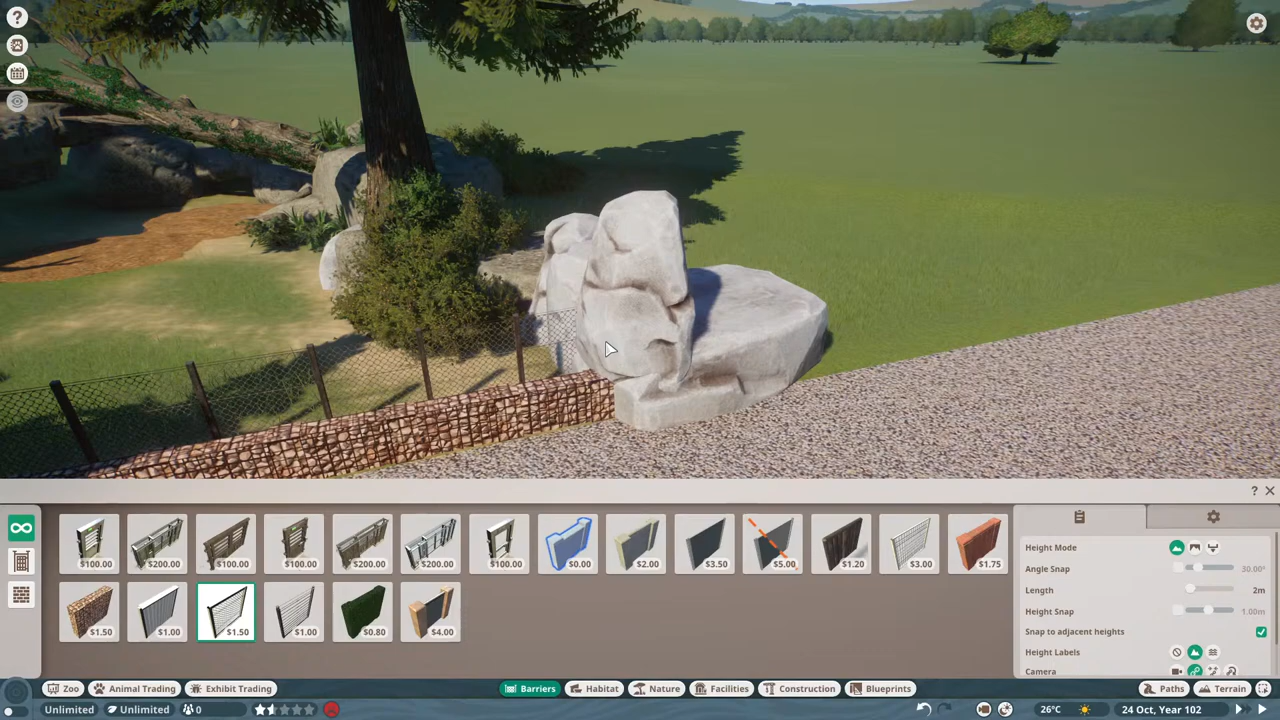 ?
? ×
$100.00 $200.00 $100.00 $100.00 $200.00 $200.00 $100.00 $0.00 $2.00 $3.50 $5.00 $1.20 $3.00 $1.75
$1.50 $1.00 $1.50 $1.00 $0.80 $4.00
Height Mode
Angle Snap 30.00°
Length 2m
Height Snap 1.00m
Snap to adjacent heights
Height Labels
Camera
Zoo Animal Trading Exhibit Trading Barriers Habitat Nature Facilities Construction Blueprints Paths Terrain
Unlimited Unlimited 0 26°C 24 Oct, Year 102